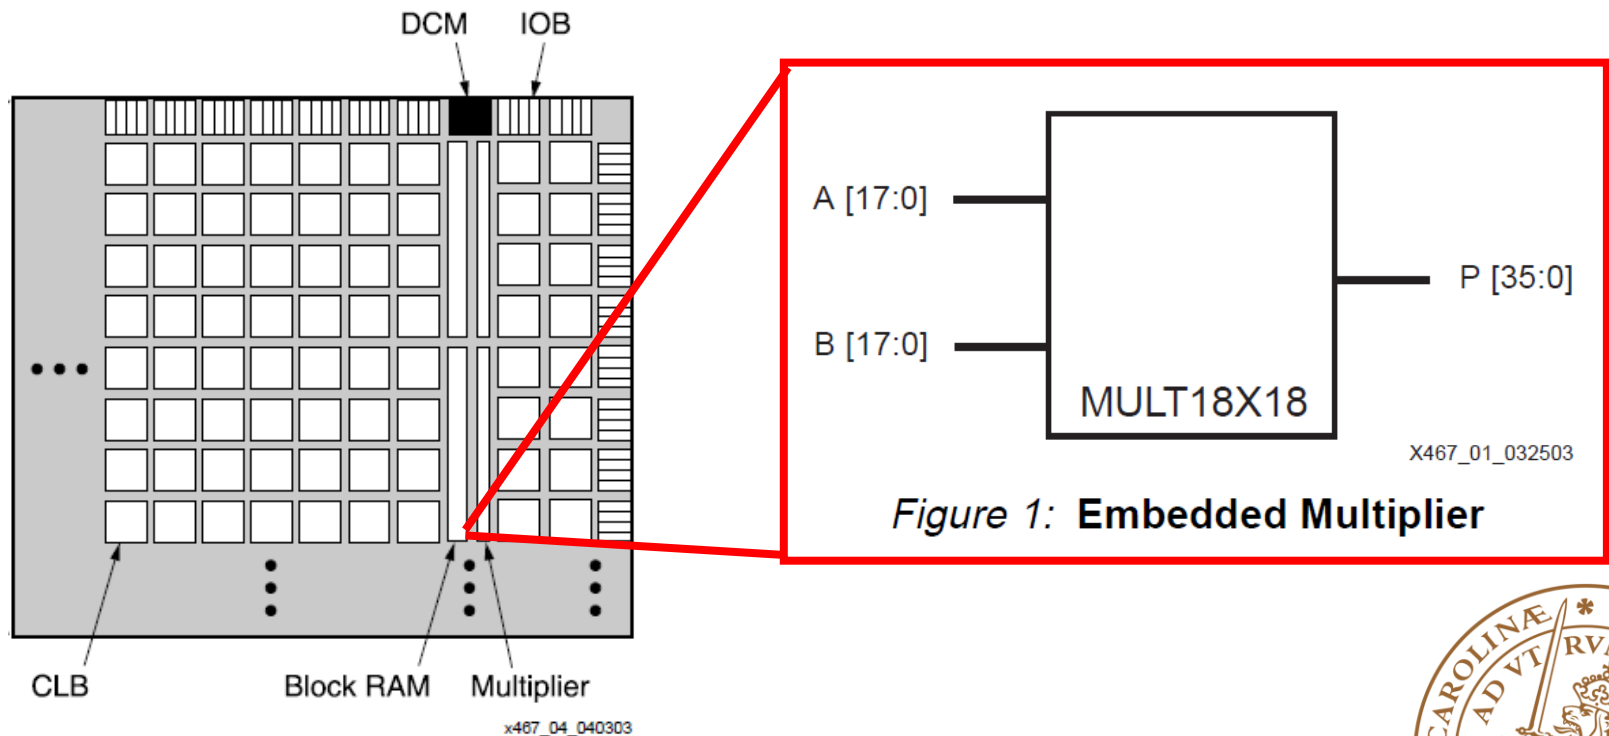 DCM IOB
A [17:0]
P [35:0]
B [17:0]
MULT18X18
X467_01_032503
Figure 1: Embedded Multiplier
CLB Block RAM Multiplier
x467_04_040303
CAROLINÆ *
AD VT